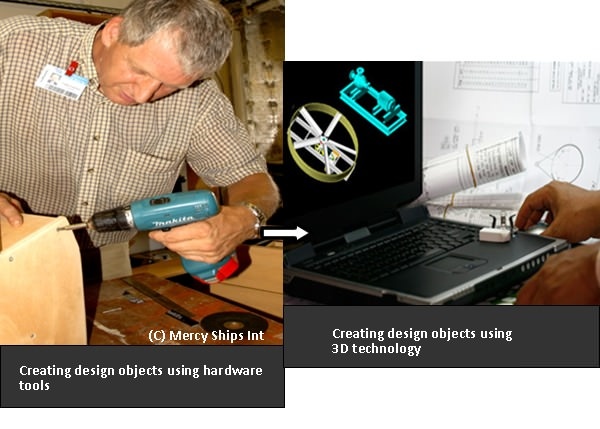 makita
(C) Mercy Ships Int
Creating design objects using hardware
tools
Creating design objects using
3D technology